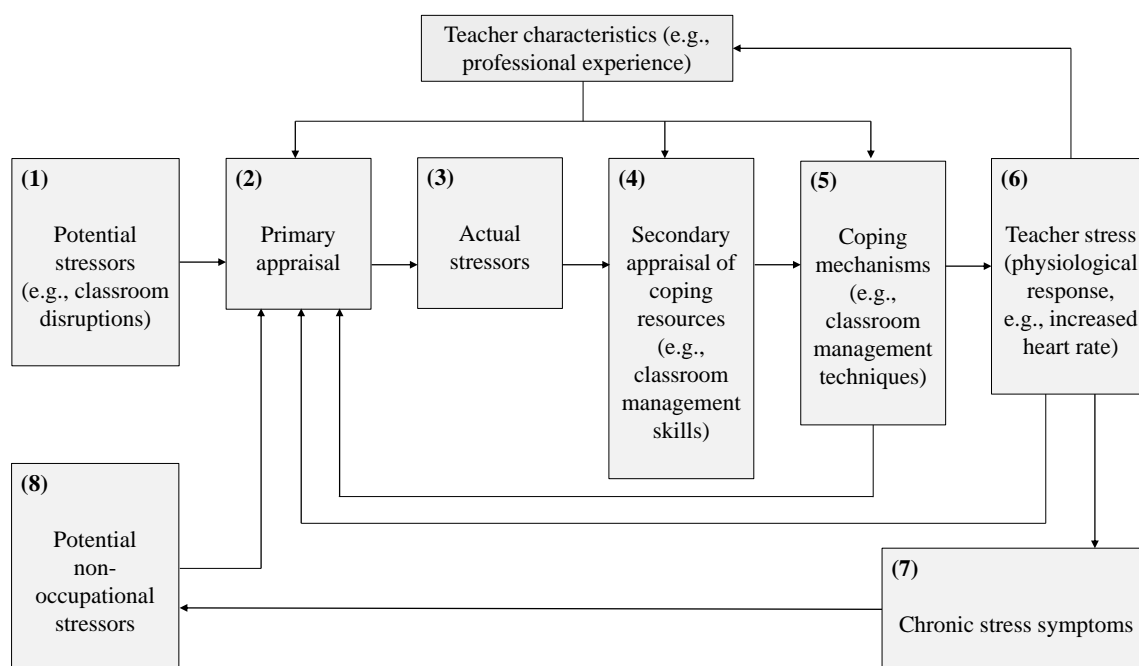 Teacher characteristics (e.g.,
professional experience)
(1)
Potential
stressors
(e.g., classroom
disruptions)
(2)
Primary
appraisal
(3)
Actual
stressors
(4)
Secondary
appraisal of
coping
resources
(e.g.,
classroom
management
skills)
(5)
Coping
mechanisms
(e.g.,
classroom
management
techniques)
(6)
Teacher stress
(physiological
response,
e.g., increased
heart rate)
(8)
Potential
non-
occupational
stressors
(7)
Chronic stress symptoms